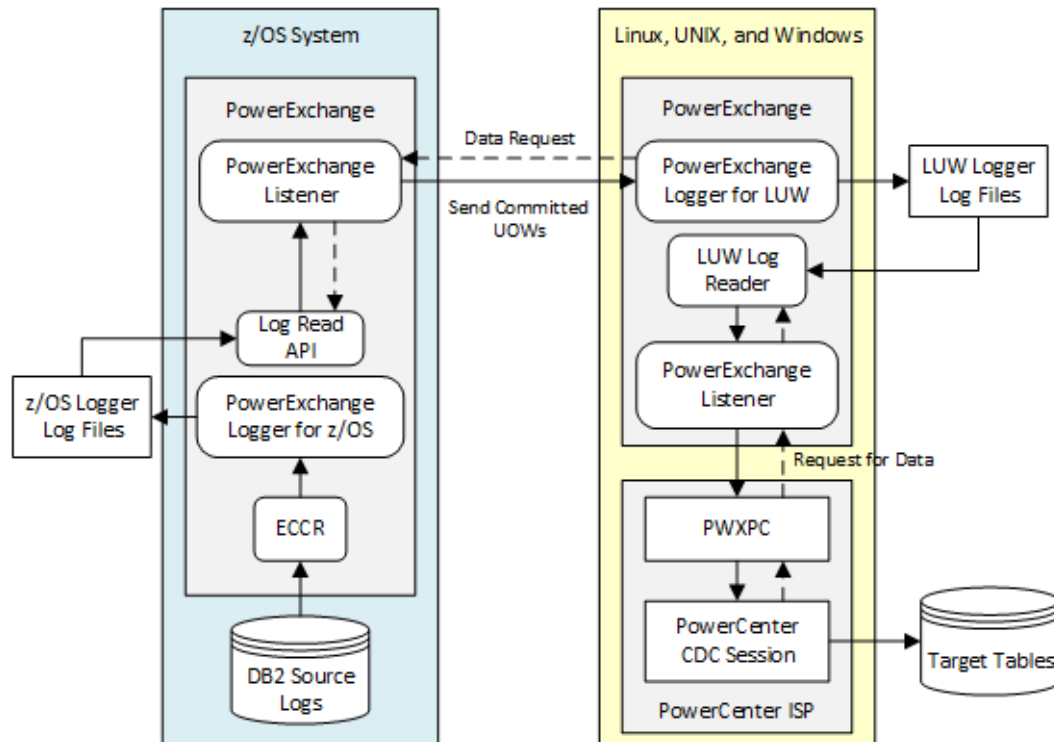 z/OS System
PowerExchange
PowerExchange
Listener
Log Read
API
z/OS Logger
Log Files
PowerExchange
Logger for z/OS
ECCR
DB2 Source
Logs
Data Request
Send Committed
UOWs
Linux, UNIX, and Windows
PowerExchange
PowerExchange
Logger for LUW
LUW Logger
Log Files
LUW Log
Reader
PowerExchange
Listener
Request for Data
PWXPC
PowerCenter
CDC Session
Target Tables
PowerCenter ISP